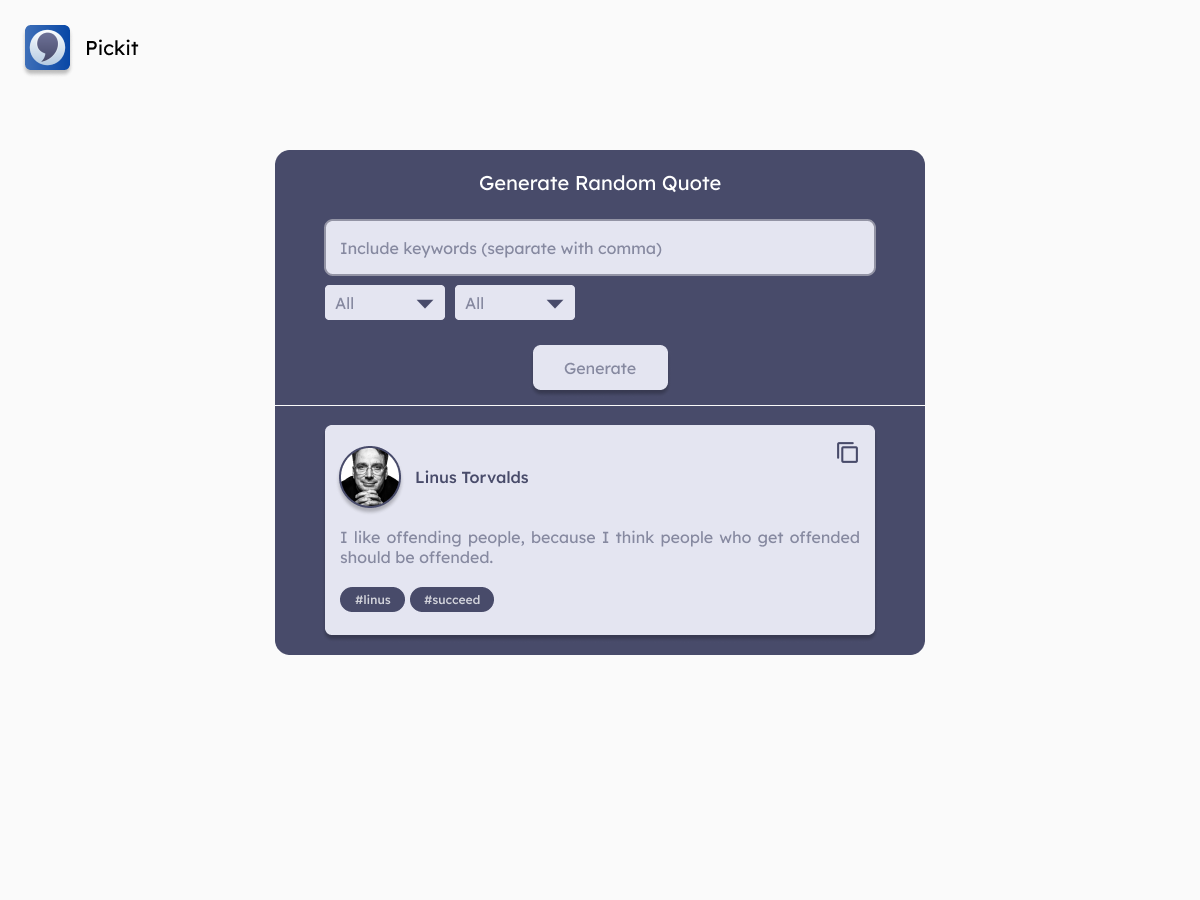 Pickit
Generate Random Quote
Include keywords (separate with comma)
All All
Generate
Linus Torvalds
I like offending people, because I think people who get offended
should be offended.
#linus #succeed